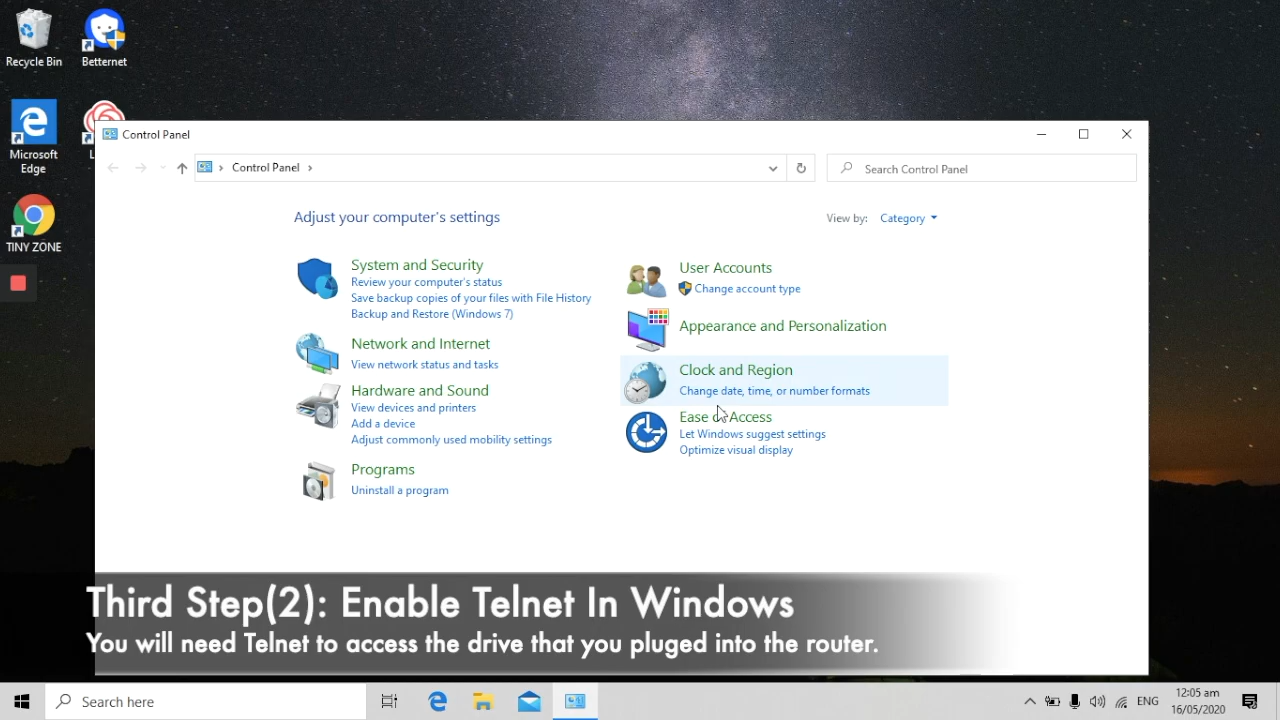 Recycle Bin
Betternet
Microsoft
Edge
L
TINY ZONE
Control Panel
Control Panel
Search Control Panel
Adjust your computer's settings
View by: Category
System and Security
Review your computer's status
Save backup copies of your files with File History
Backup and Restore (Windows 7)
Network and Internet
View network status and tasks
Hardware and Sound
View devices and printers
Add a device
Adjust commonly used mobility settings
Programs
Uninstall a program
User Accounts
Change account type
Appearance and Personalization
Clock and Region
Change date, time, or number formats
Ease of Access
Let Windows suggest settings
Optimize visual display
Third Step(2): Enable Telnet In Windows
You will need Telnet to access the drive that you pluged into the router.
Search here
ENG
12:05 am
16/05/2020